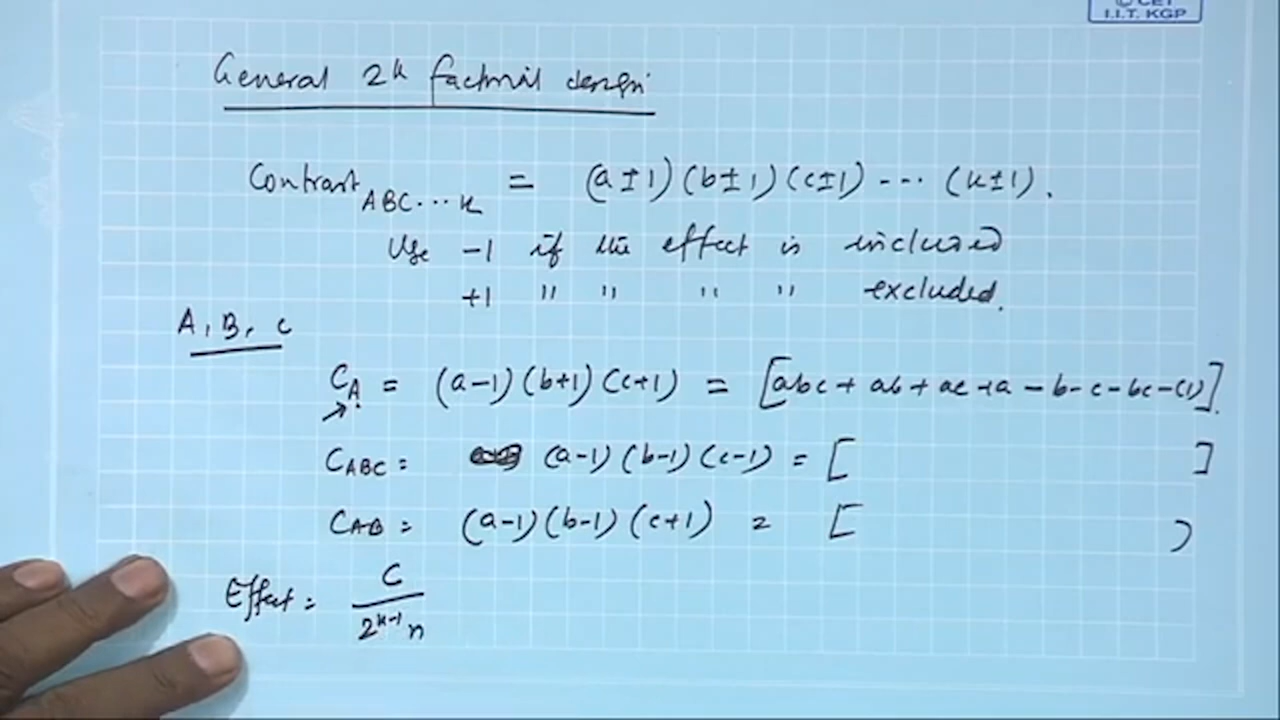 © CET
I.I.T. KGP
General 2^k factorial design
Contrast_ABC...k = (a±1)(b±1)(c±1) --- (k±1).
Use -1 if the effect is included
+1 " " " " excluded.
A, B, C
C_A = (a-1)(b+1)(c+1) = [abc + ab + ac + a - b - c - bc - (1)].
C_ABC = (a-1)(b-1)(c-1) = [ ]
C_AB = (a-1)(b-1)(c+1) = [ )
Effect = C / 2^{k-1} n